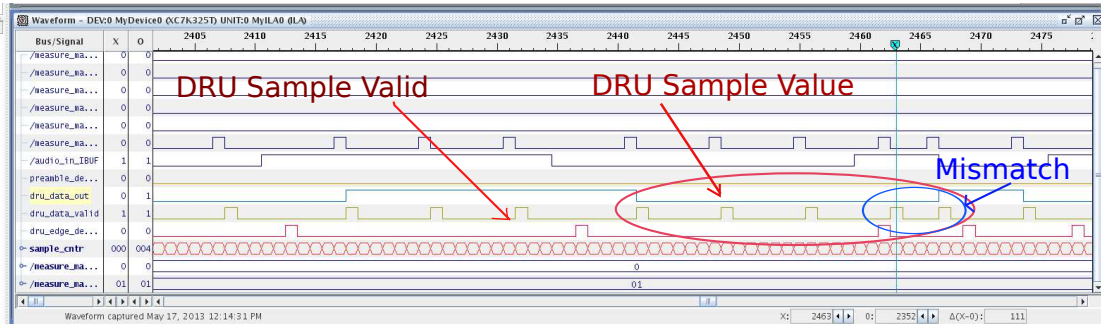 Waveform - DEV:0 MyDevice0 (XC7K325T) UNIT:0 MyILA0 (ILA)
Bus/Signal X O 2405 2410 2415 2420 2425 2430 2435 2440 2445 2450 2455 2460 2465 2470 2475
/measure_ma... 0 0
/measure_ma... 0 0
/measure_ma... 0 0
DRU Sample Valid DRU Sample Value
/measure_ma... 0 0
/measure_ma... 0 0
/measure_ma... 0 0
/audio_in_IBUF 1 1
Mismatch
preamble_de... 0 0
dru_data_out 0 1
dru_data_valid 1 1
dru_edge_de... 0 0
sample_cntr 000 004
/measure_ma... 0 0 0
/measure_ma... 01 01 01
Waveform captured May 17, 2013 12:14:31 PM X: 2463 O: 2352 Δ(X-O): 111